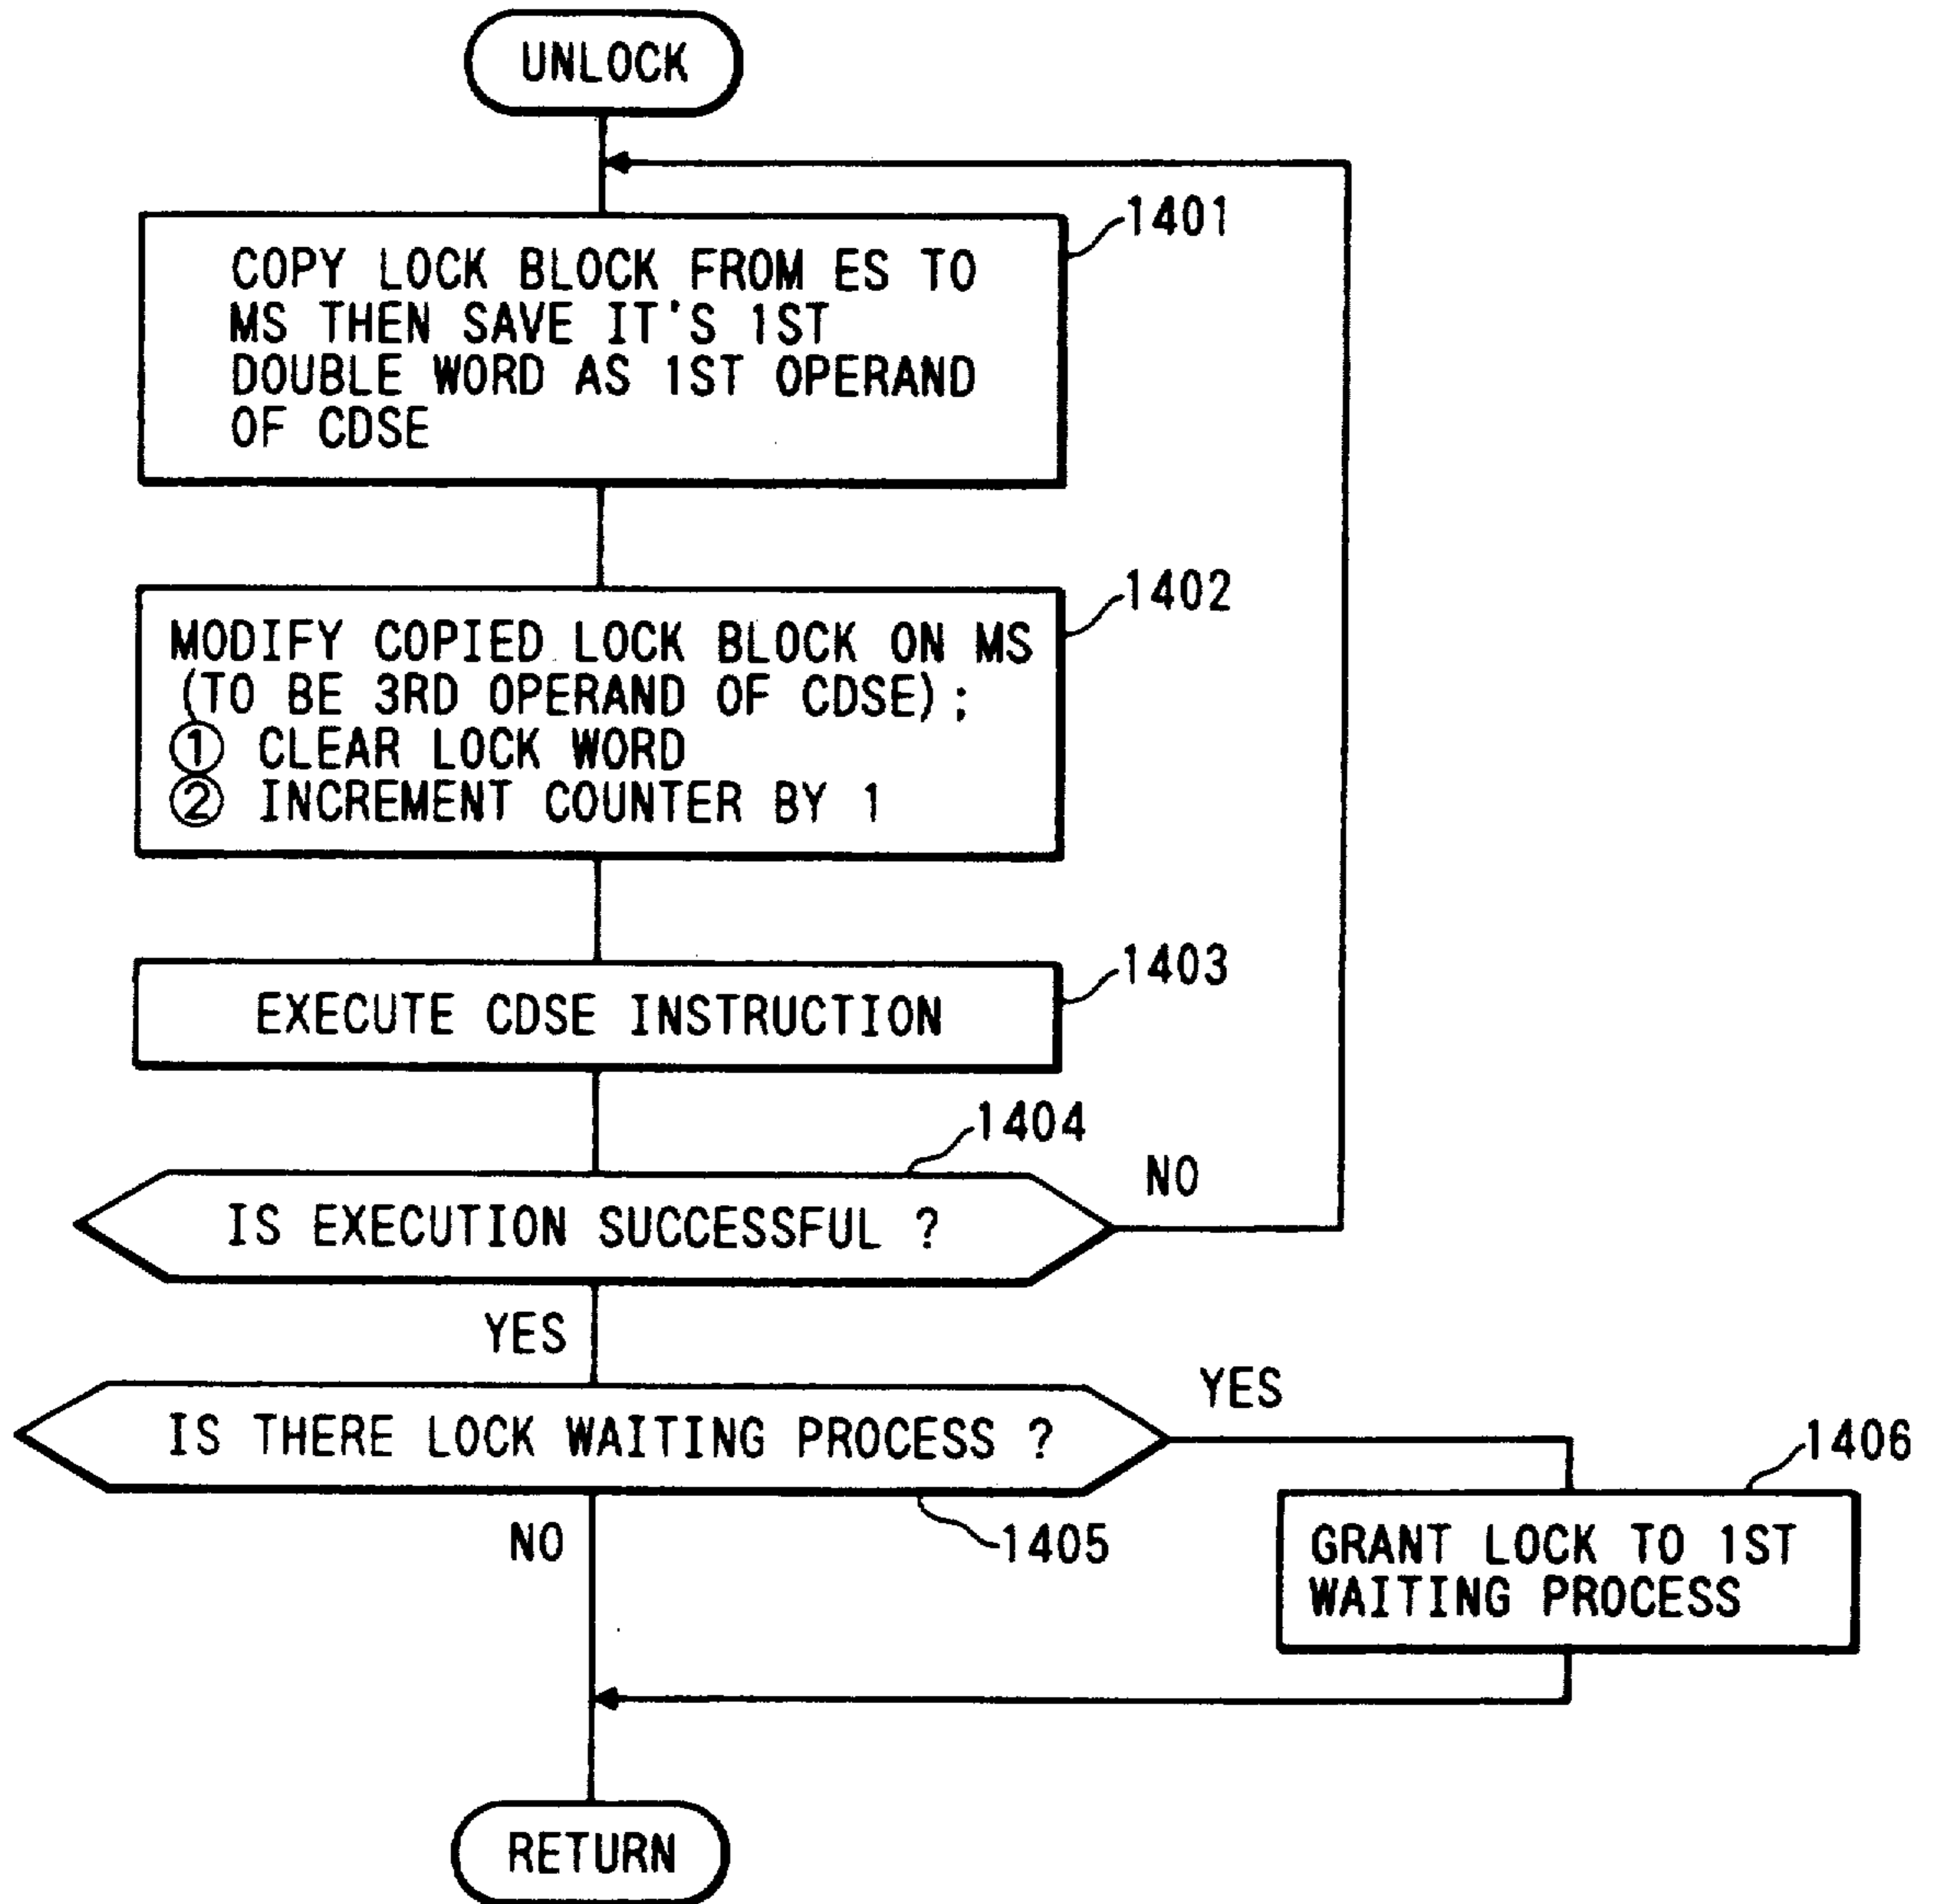 UNLOCK
1401
COPY LOCK BLOCK FROM ES TO
MS THEN SAVE IT'S 1ST
DOUBLE WORD AS 1ST OPERAND
OF CDSE
1402
MODIFY COPIED LOCK BLOCK ON MS
(TO BE 3RD OPERAND OF CDSE);
① CLEAR LOCK WORD
② INCREMENT COUNTER BY 1
1403
EXECUTE CDSE INSTRUCTION
1404
IS EXECUTION SUCCESSFUL ?
NO
YES
IS THERE LOCK WAITING PROCESS ?
YES
1405
NO
1406
GRANT LOCK TO 1ST
WAITING PROCESS
RETURN